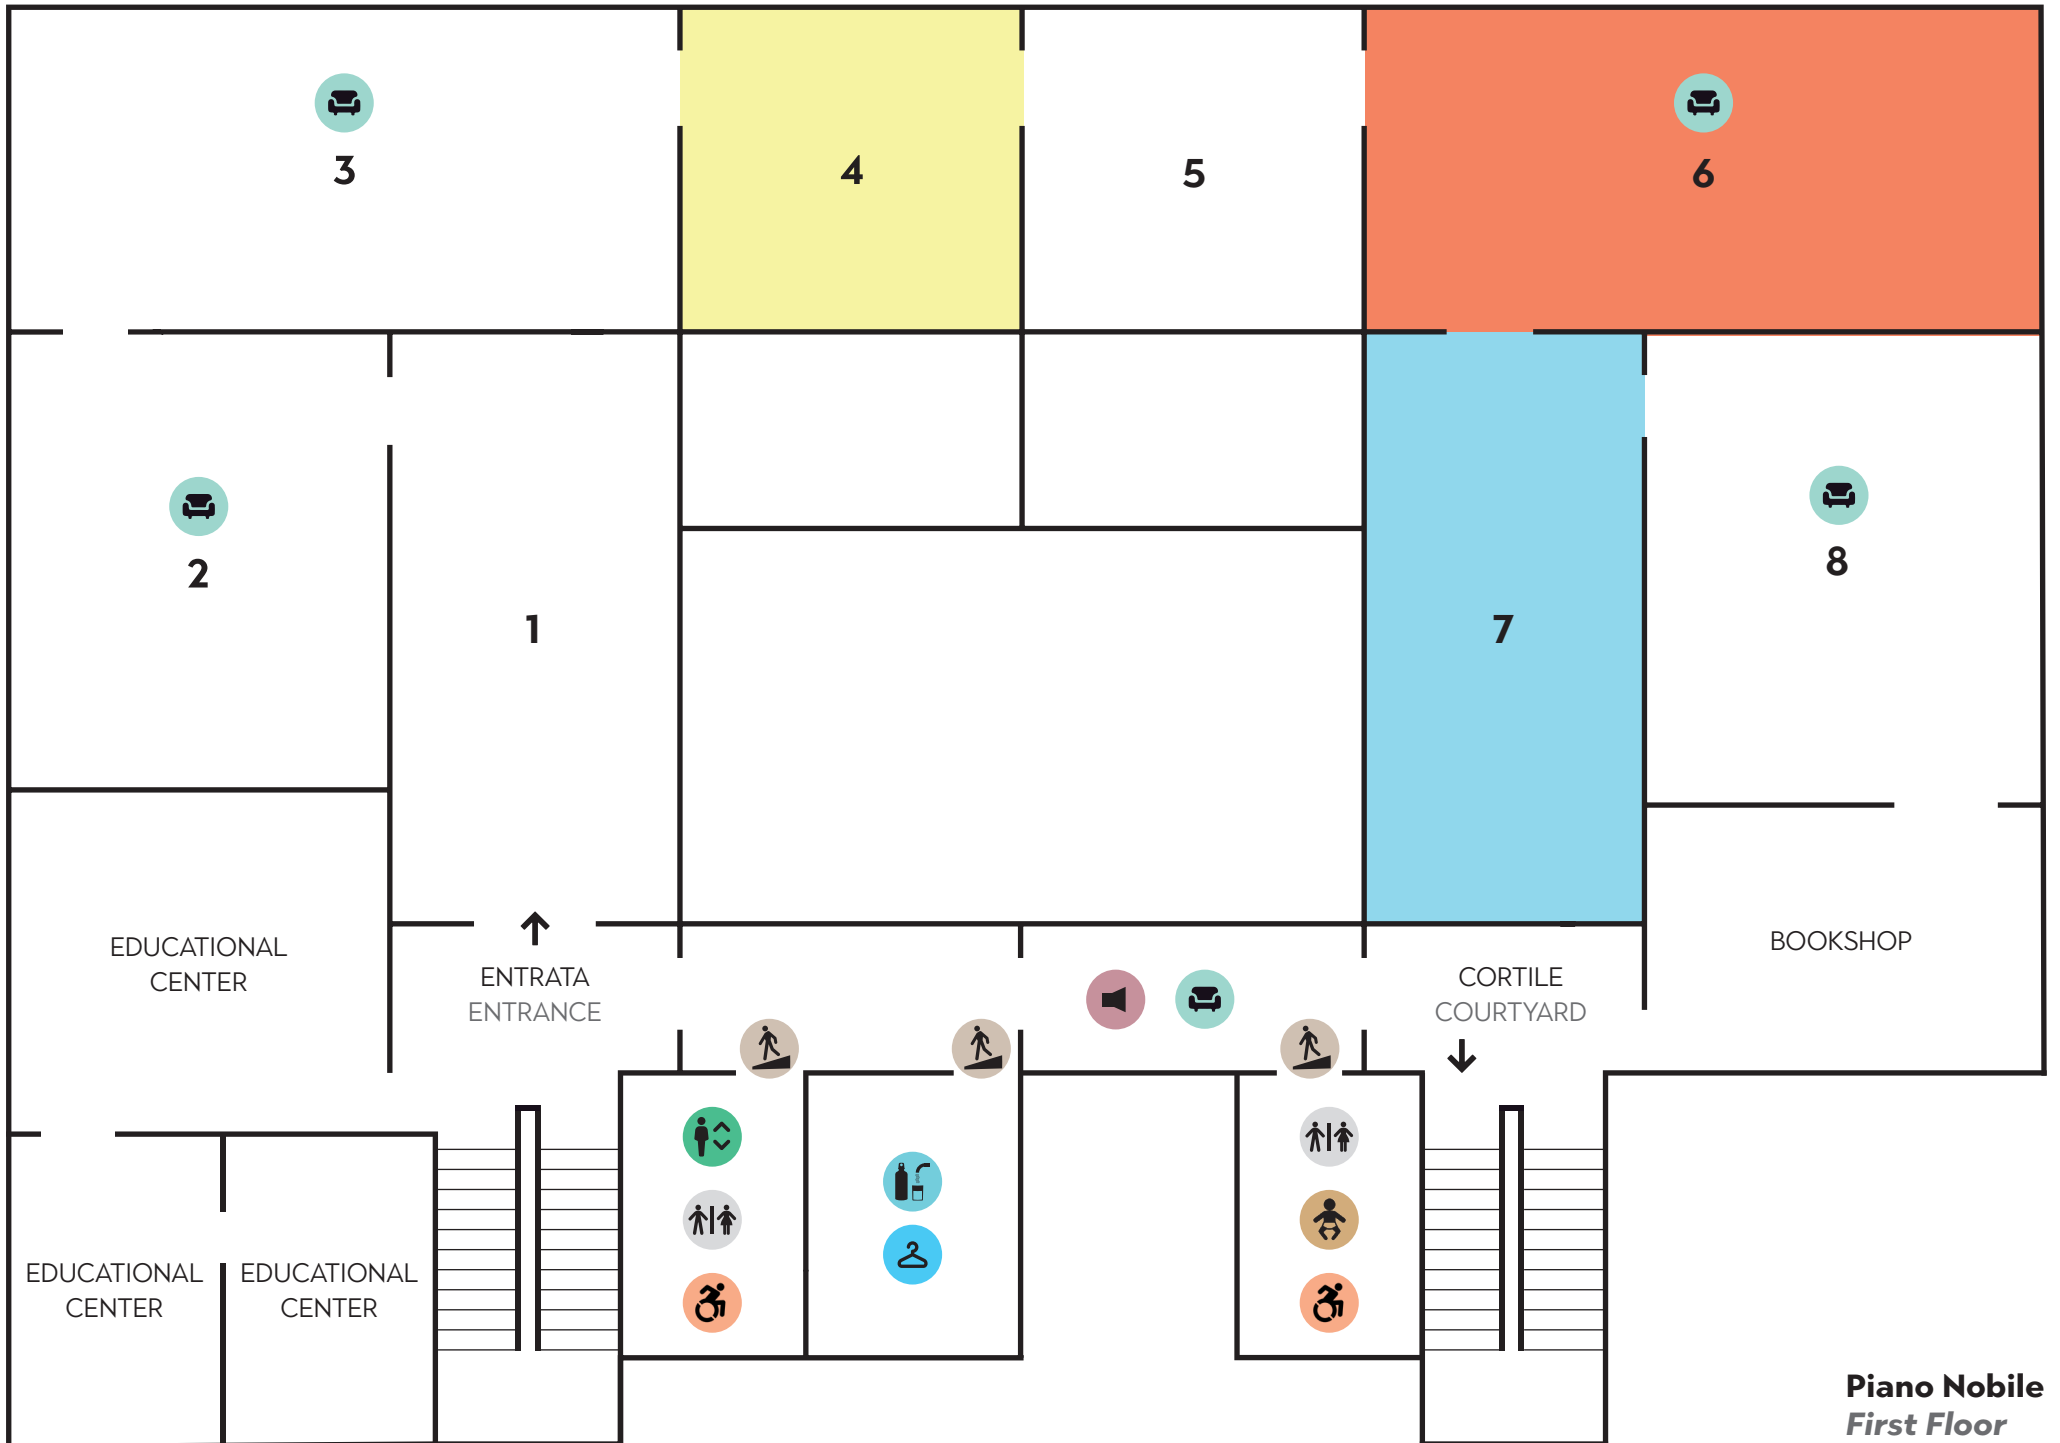 3
4
5
6
2
1
7
8
EDUCATIONAL
CENTER
ENTRATA
ENTRANCE
CORTILE
COURTYARD
BOOKSHOP
EDUCATIONAL
CENTER
EDUCATIONAL
CENTER
Piano Nobile
First Floor